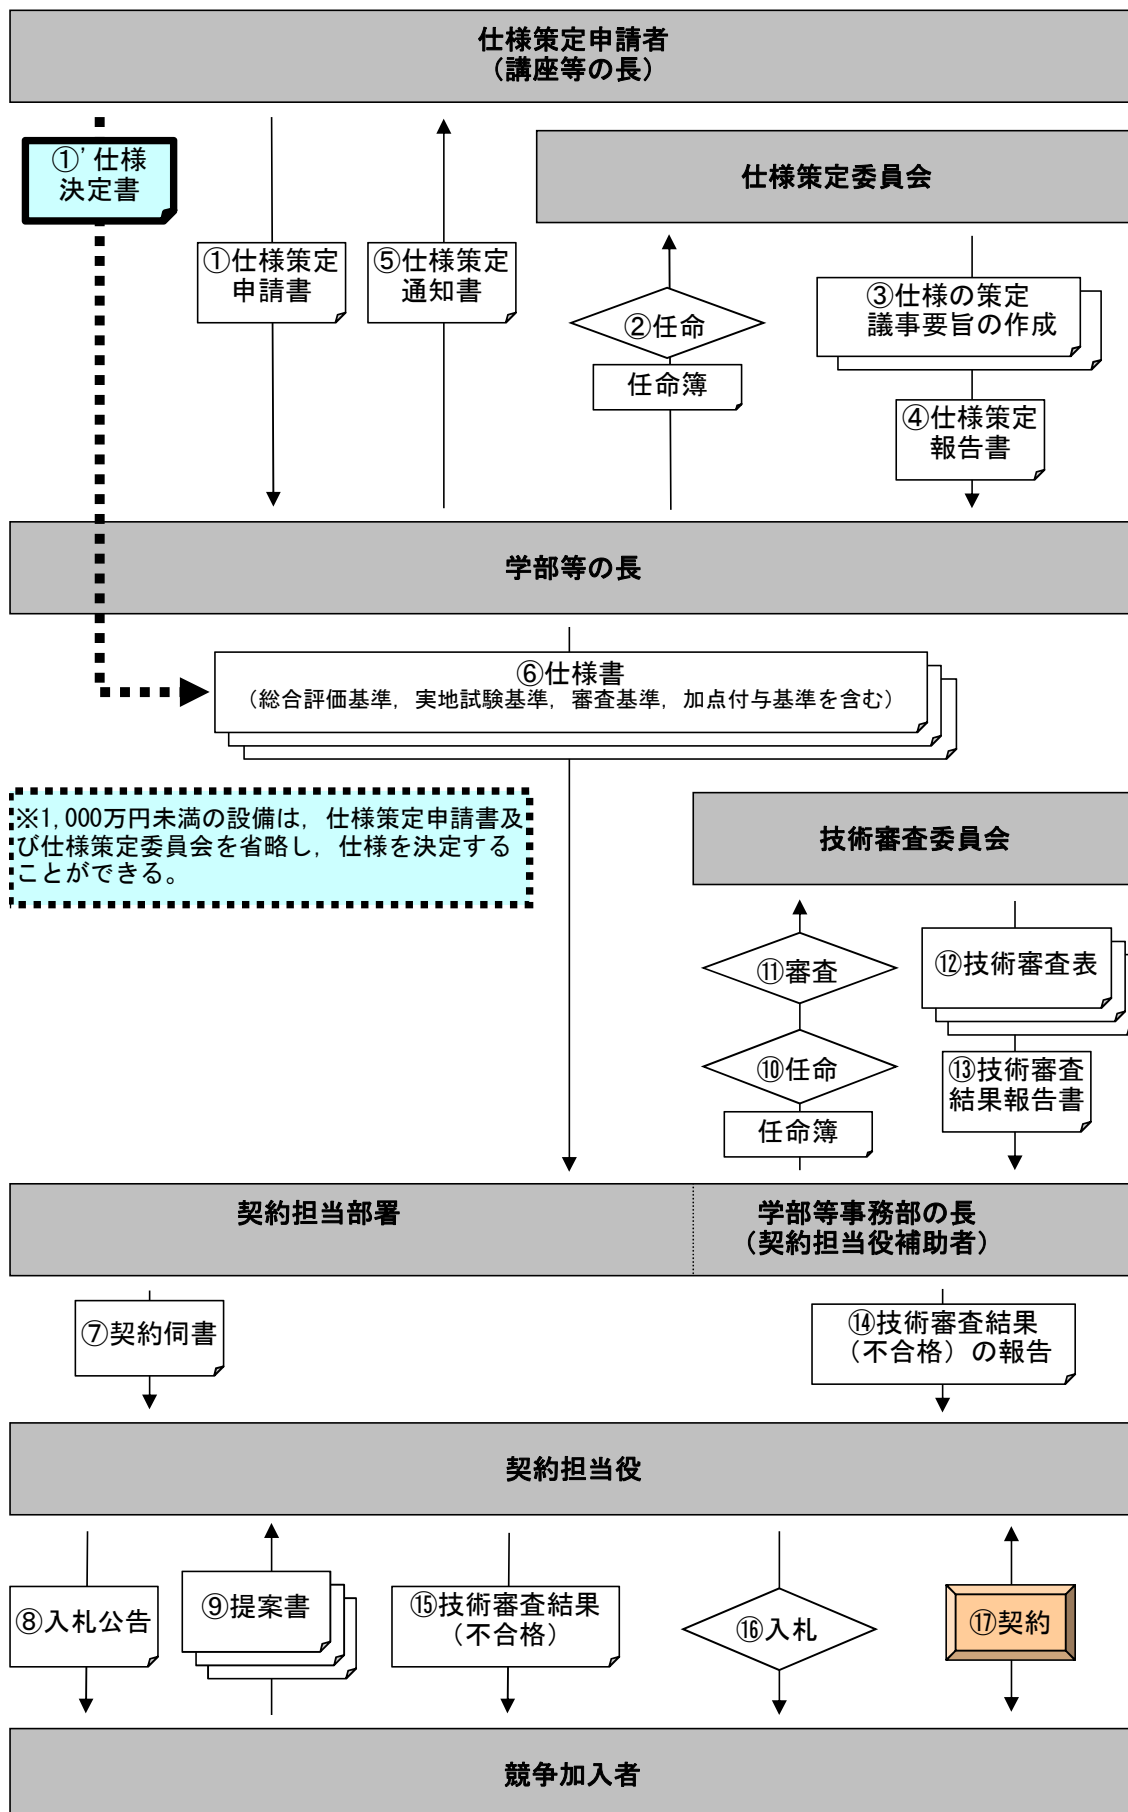 仕様策定申請者
（講座等の長）
①’仕様
決定書
仕様策定委員会
①仕様策定
申請書
⑤仕様策定
通知書
②任命
任命簿
③仕様の策定
議事要旨の作成
④仕様策定
報告書
学部等の長
⑥仕様書
（総合評価基準，実地試験基準，審査基準，加点付与基準を含む）
※1,000万円未満の設備は，仕様策定申請書及
び仕様策定委員会を省略し，仕様を決定する
ことができる。
技術審査委員会
⑪審査
⑩任命
任命簿
⑫技術審査表
⑬技術審査
結果報告書
契約担当部署
学部等事務部の長
（契約担当役補助者）
⑦契約伺書
⑭技術審査結果
（不合格）の報告
契約担当役
⑧入札公告
⑨提案書
⑮技術審査結果
（不合格）
⑯入札
⑰契約
競争加入者